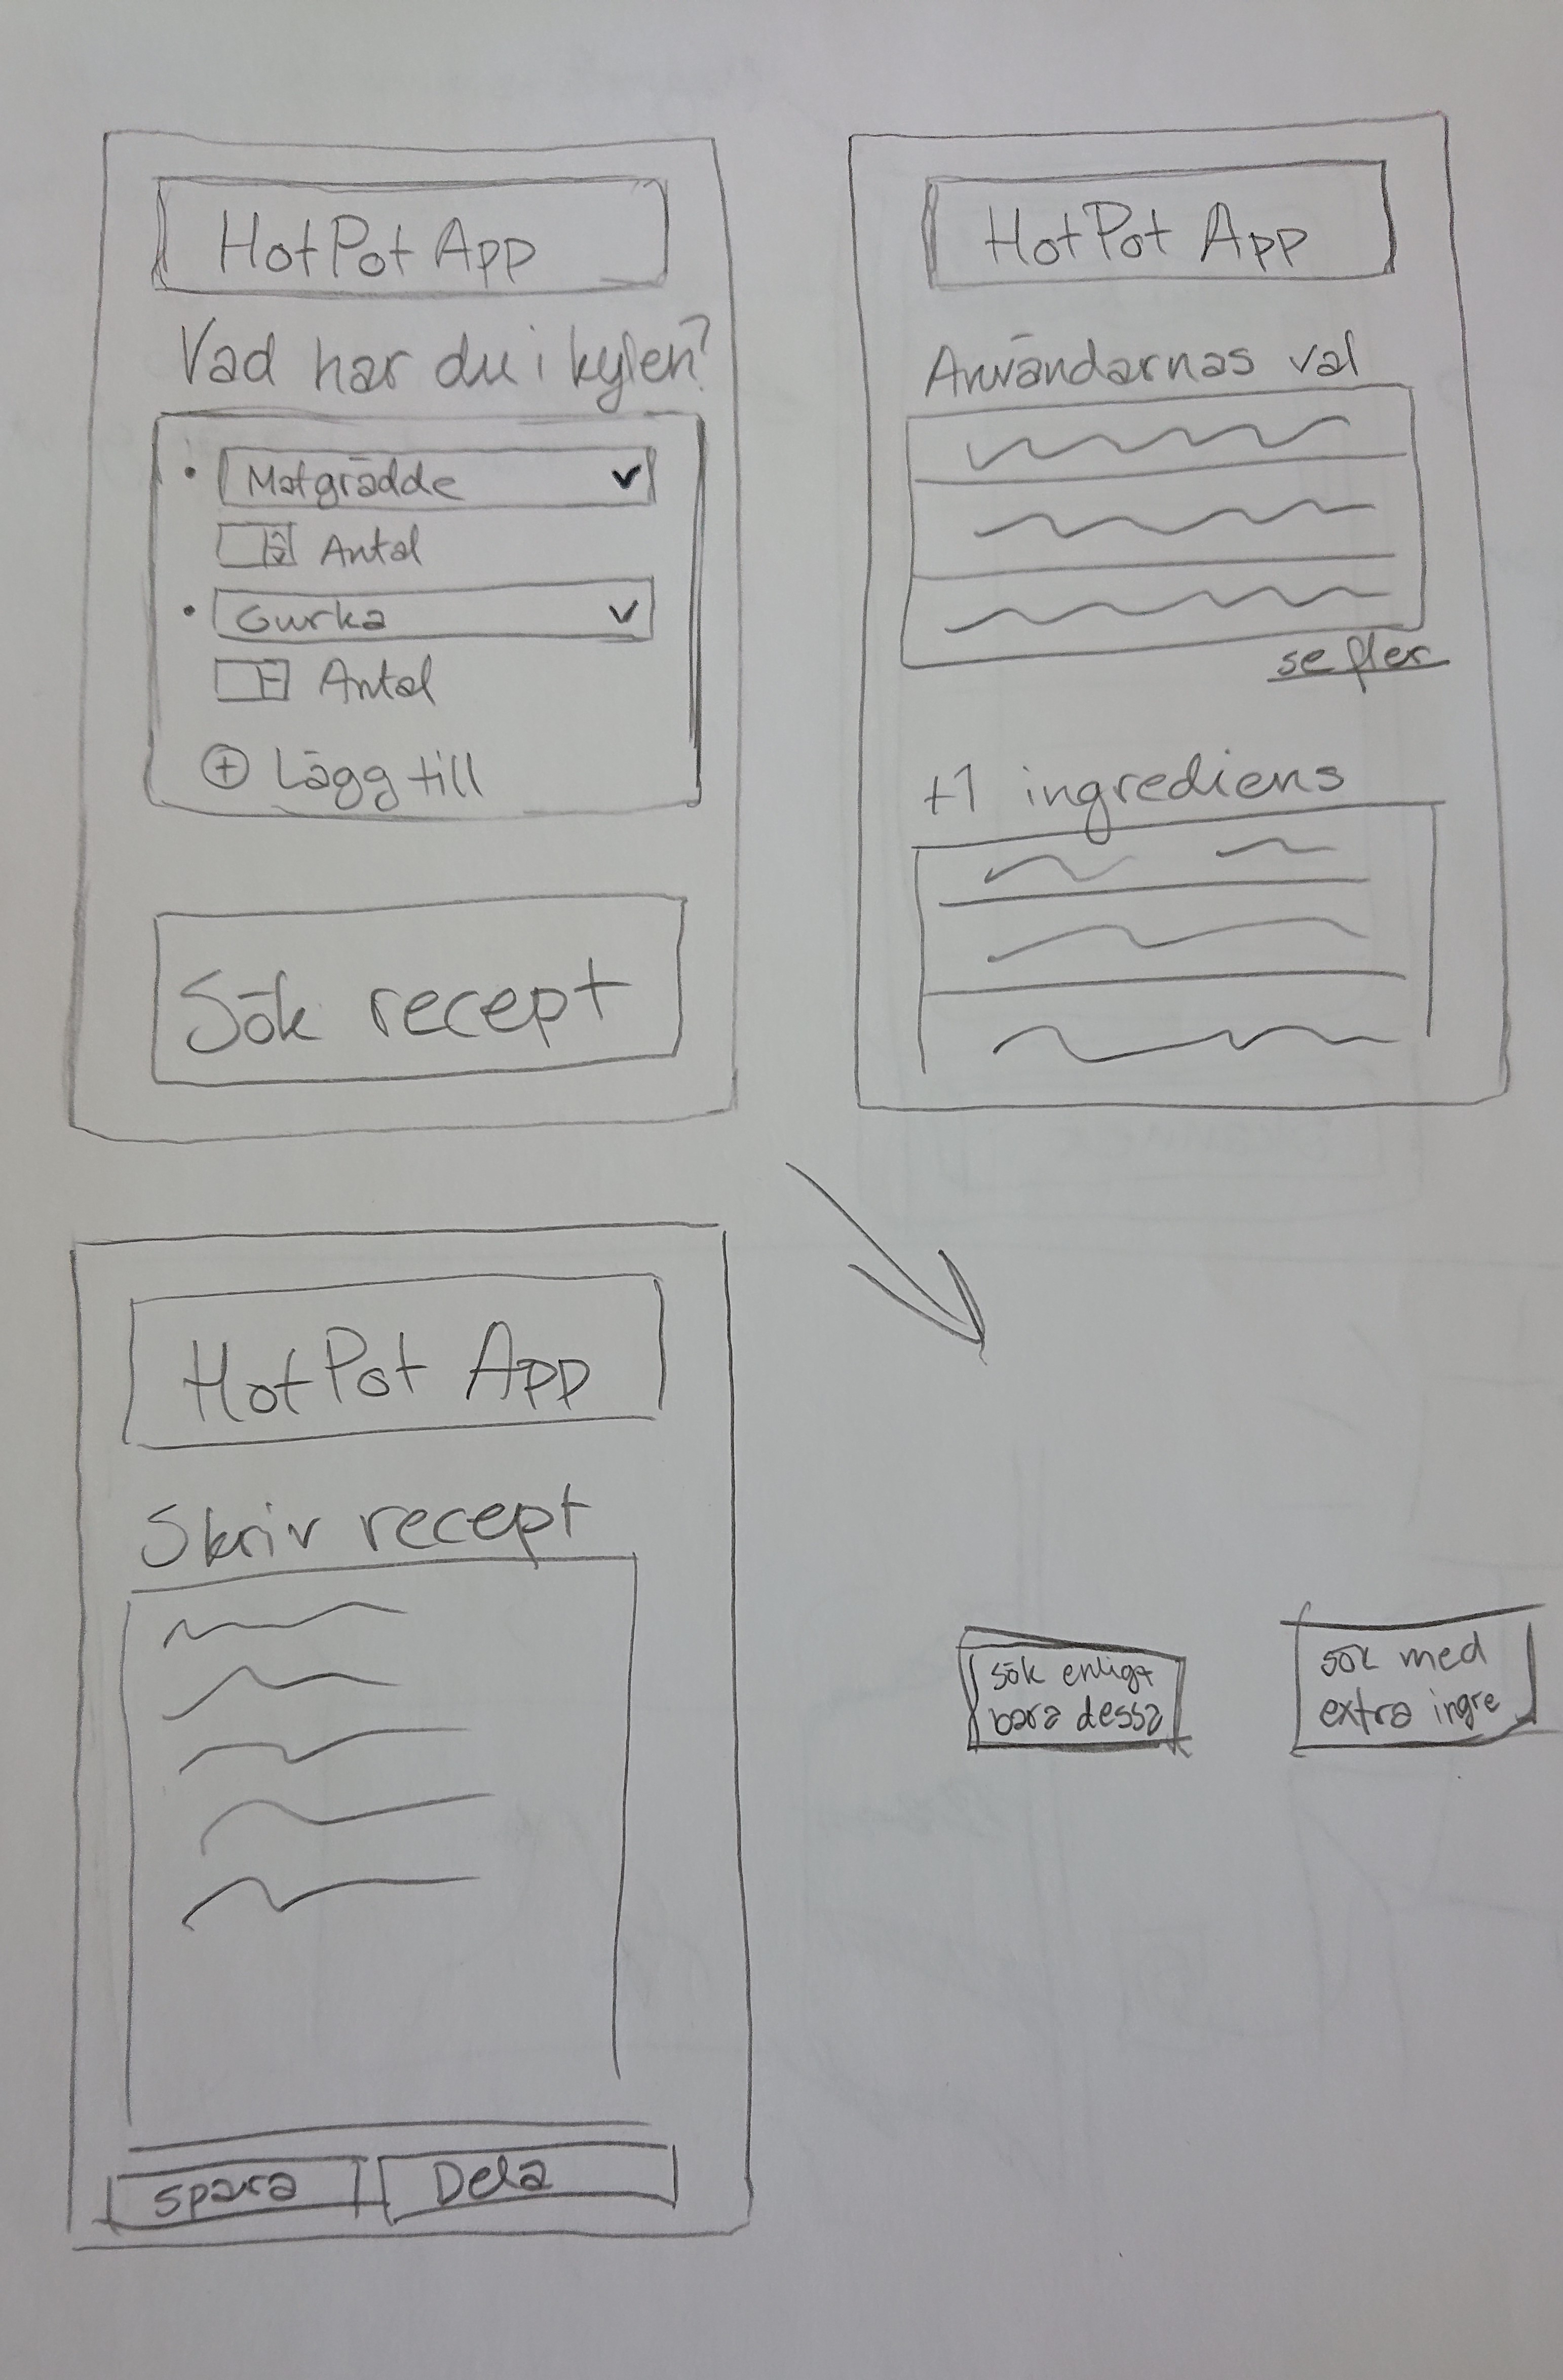 HotPot App
Vad har du i kylen?
Matgrädde
Antal
Gurka
Antal
+ Lägg till
Sök recept
HotPot App
Användarnas val
se fler
+1 ingrediens
HotPot App
Skriv recept
spara
Dela
sök enligt
bara dessa
sök med
extra ingre